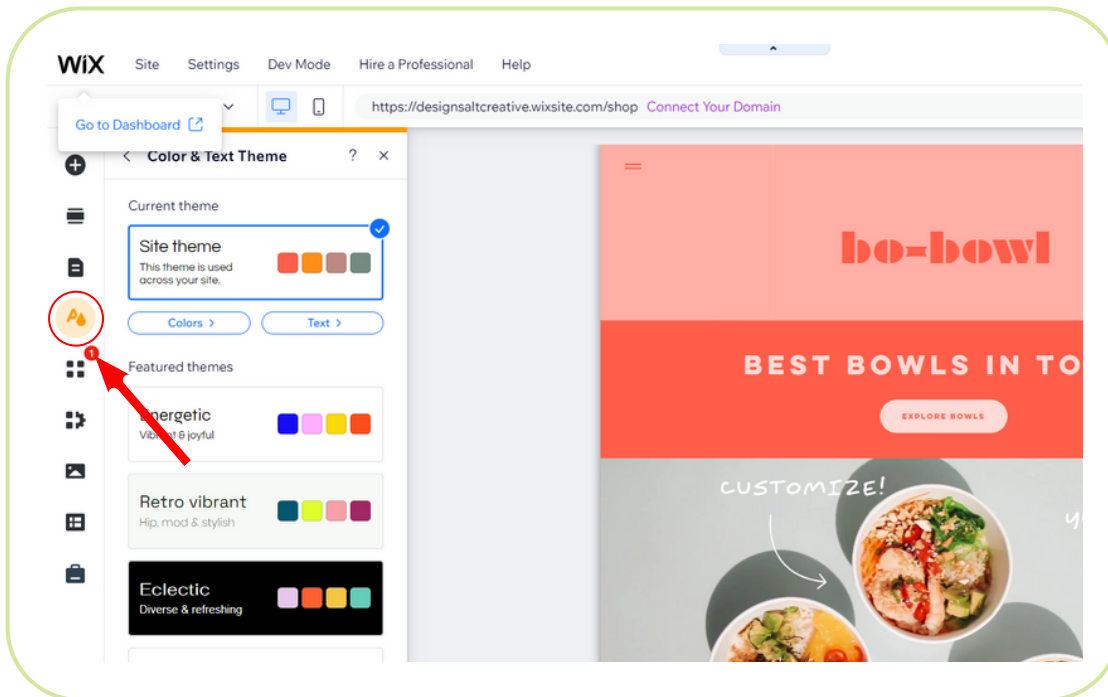 WiX Site Settings Dev Mode Hire a Professional Help
Go to Dashboard
https://designsaltcreative.wixsite.com/shop Connect Your Domain
< Color & Text Theme ? ×
Current theme
Site theme
This theme is used
across your site.
Colors >
Text >
1
Featured themes
Energetic
Vibrant & joyful
Retro vibrant
Hip, mod & stylish
Eclectic
Diverse & refreshing
bo-bowl
BEST BOWLS IN TO
EXPLORE BOWLS
CUSTOMIZE!